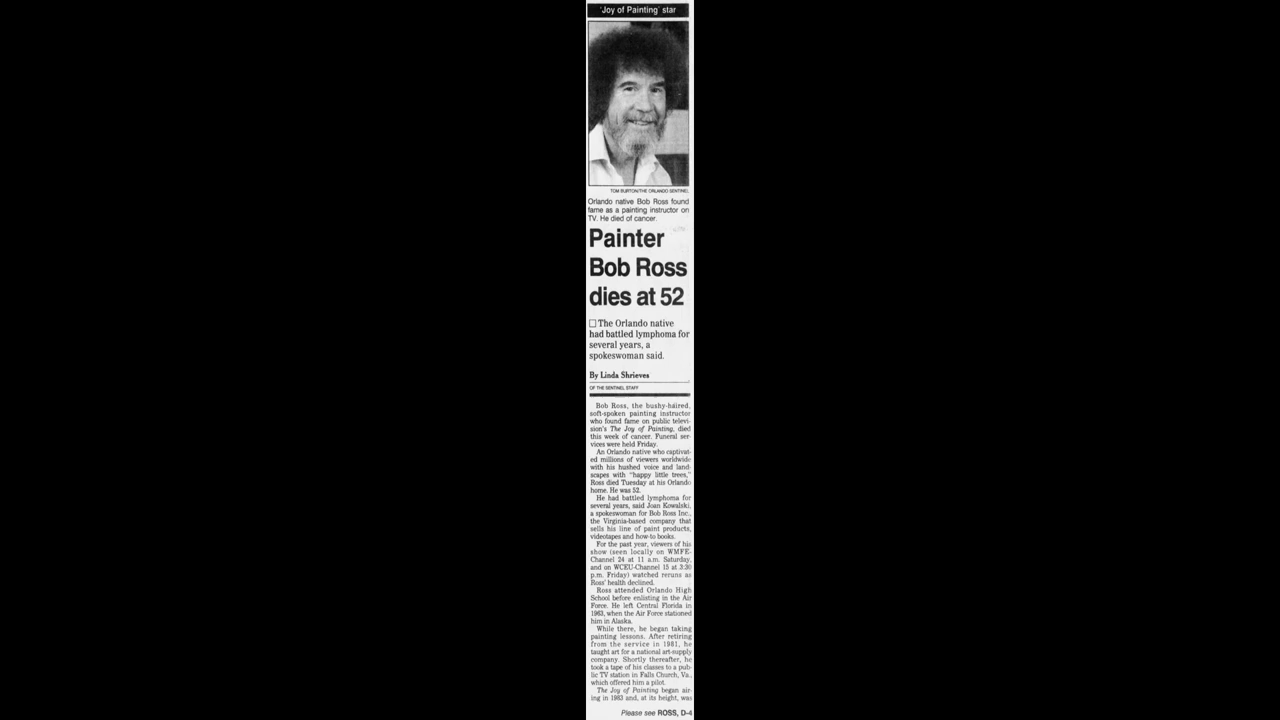 'Joy of Painting' star
TOM BURTON/THE ORLANDO SENTINEL
Orlando native Bob Ross found
fame as a painting instructor on
TV. He died of cancer.
Painter
Bob Ross
dies at 52
☐ The Orlando native
had battled lymphoma for
several years, a
spokeswoman said.
By Linda Shrieves
OF THE SENTINEL STAFF
Bob Ross, the bushy-haired,
soft-spoken painting instructor
who found fame on public televi-
sion's The Joy of Painting, died
this week of cancer. Funeral ser-
vices were held Friday.
An Orlando native who captivat-
ed millions of viewers worldwide
with his hushed voice and land-
scapes with "happy little trees,"
Ross died Tuesday at his Orlando
home. He was 52.
He had battled lymphoma for
several years, said Joan Kowalski,
a spokeswoman for Bob Ross Inc.,
the Virginia-based company that
sells his line of paint products,
videotapes and how-to books.
For the past year, viewers of his
show (seen locally on WMFE-
Channel 24 at 11 a.m. Saturday,
and on WCEU-Channel 15 at 3:30
p.m. Friday) watched reruns as
Ross' health declined.
Ross attended Orlando High
School before enlisting in the Air
Force. He left Central Florida in
1963, when the Air Force stationed
him in Alaska.
While there, he began taking
painting lessons. After retiring
from the service in 1981, he
taught art for a national art-supply
company. Shortly thereafter, he
took a tape of his classes to a pub-
lic TV station in Falls Church, Va.,
which offered him a pilot.
The Joy of Painting began air-
ing in 1983 and, at its height, was
Please see ROSS, D-4